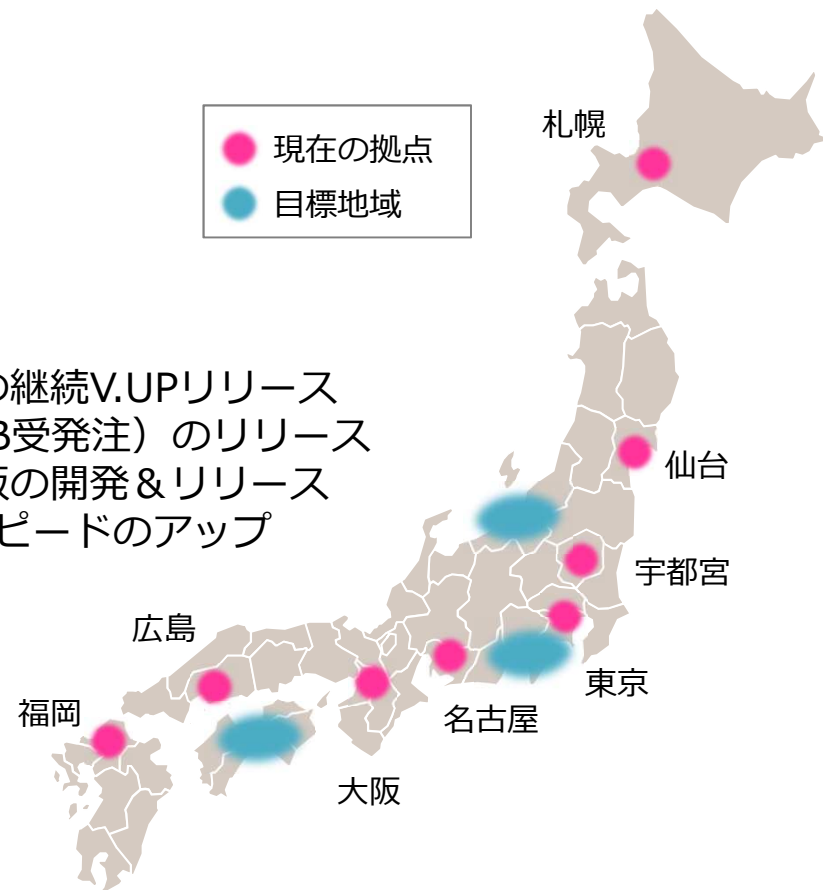 札幌
現在の拠点
目標地域
の継続V.UPリリース
B受発注）のリリース
版の開発＆リリース
ピードのアップ
仙台
宇都宮
広島
東京
福岡
名古屋
大阪